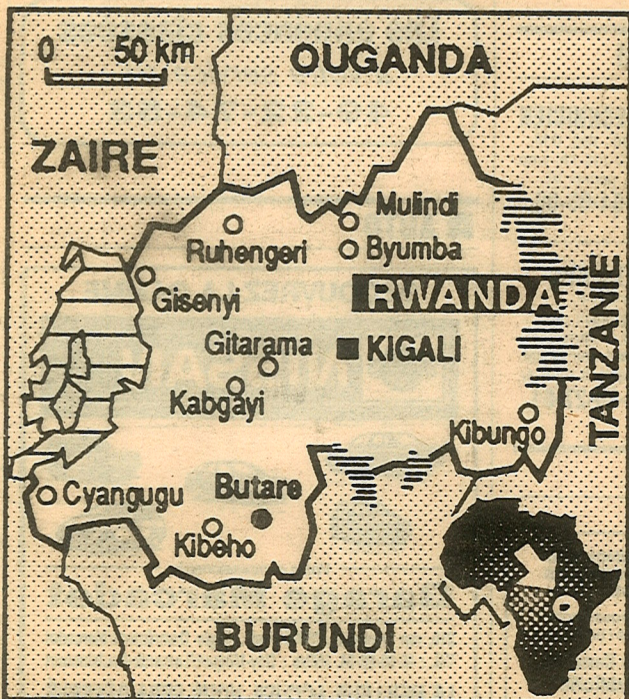 0 50 km
OUGANDA
ZAIRE
Mulindi
Ruhengeri
Byumba
RWANDA
Gisenyi
TANZANIE
Gitarama
KIGALI
Kabgayi
Kibungo
Cyangugu
Butare
Kibeho
BURUNDI